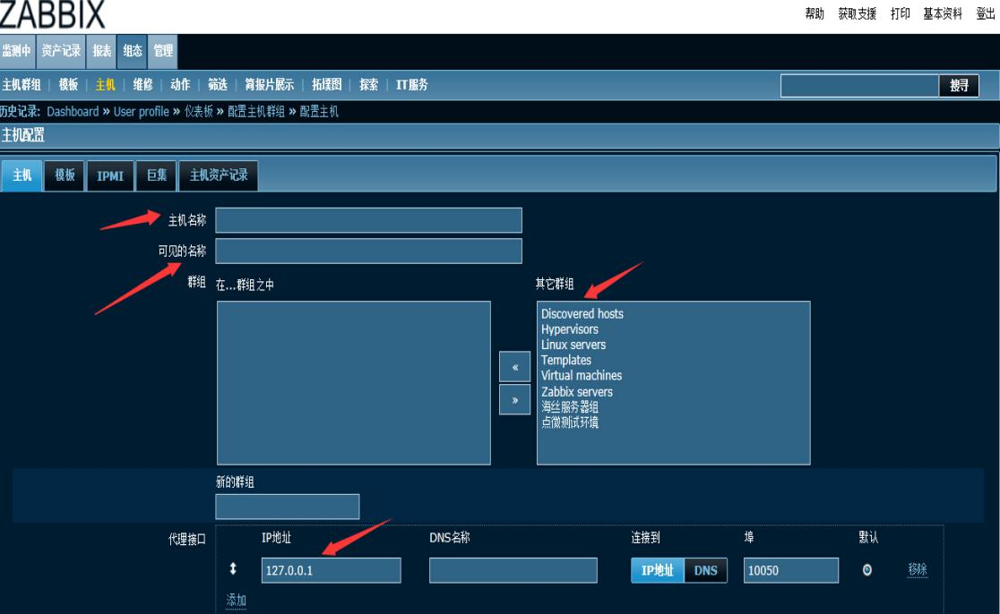 ZABBIX
帮助 获取支援 打印 基本资料 登出
监测中 资产记录 报表 组态 管理
主机群组 | 模板 | 主机 | 维修 | 动作 | 筛选 | 简报片展示 | 拓墣图 | 探索 | IT服务 搜寻
历史记录: Dashboard » User profile » 仪表板 » 配置主机群组 » 配置主机
主机配置
主机 模板 IPMI 巨集 主机资产记录
主机名称
可见的名称
群组 在...群组之中 其它群组
Discovered hosts
Hypervisors
Linux servers
Templates
«
Virtual machines
Zabbix servers
»
海丝服务器组
点微测试环境
新的群组
代理接口 IP地址 DNS名称 连接到 埠 默认
127.0.0.1 IP地址 DNS 10050 移除
添加